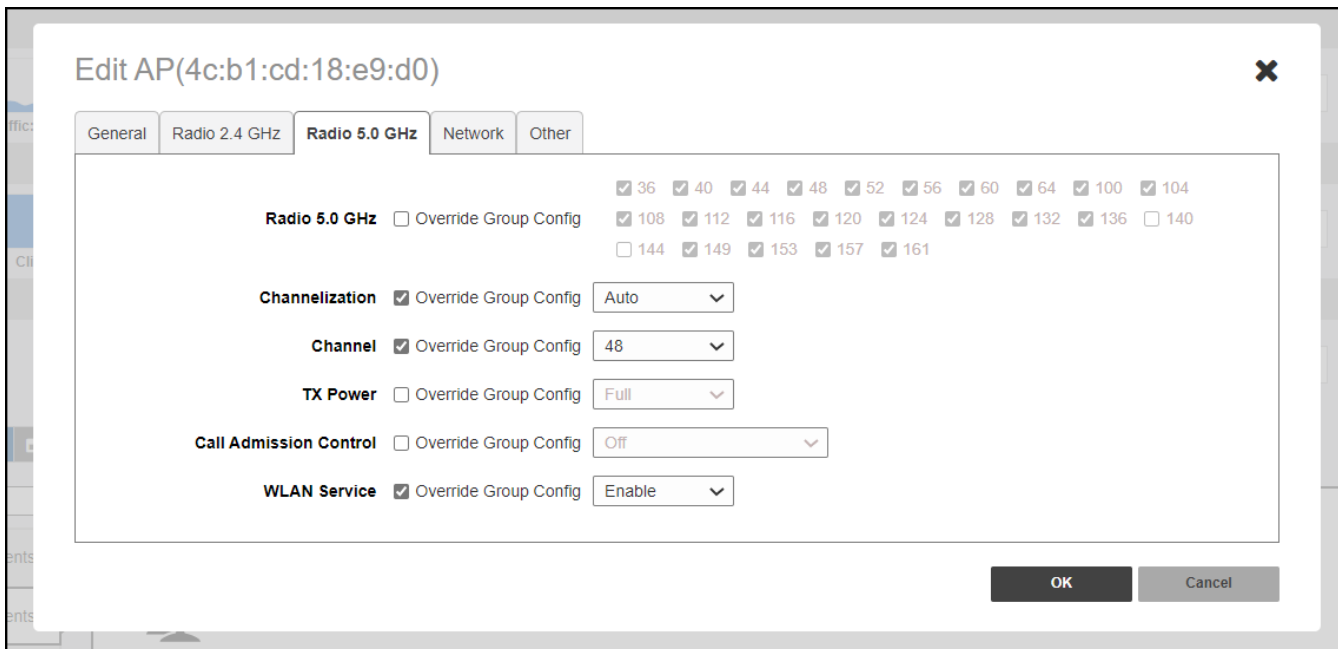 Edit AP(4c:b1:cd:18:e9:d0)
General Radio 2.4 GHz Radio 5.0 GHz Network Other
36 40 44 48 52 56 60 64 100 104
Radio 5.0 GHz Override Group Config 108 112 116 120 124 128 132 136 140
144 149 153 157 161
Channelization Override Group Config Auto
Channel Override Group Config 48
TX Power Override Group Config Full
Call Admission Control Override Group Config Off
WLAN Service Override Group Config Enable
OK Cancel